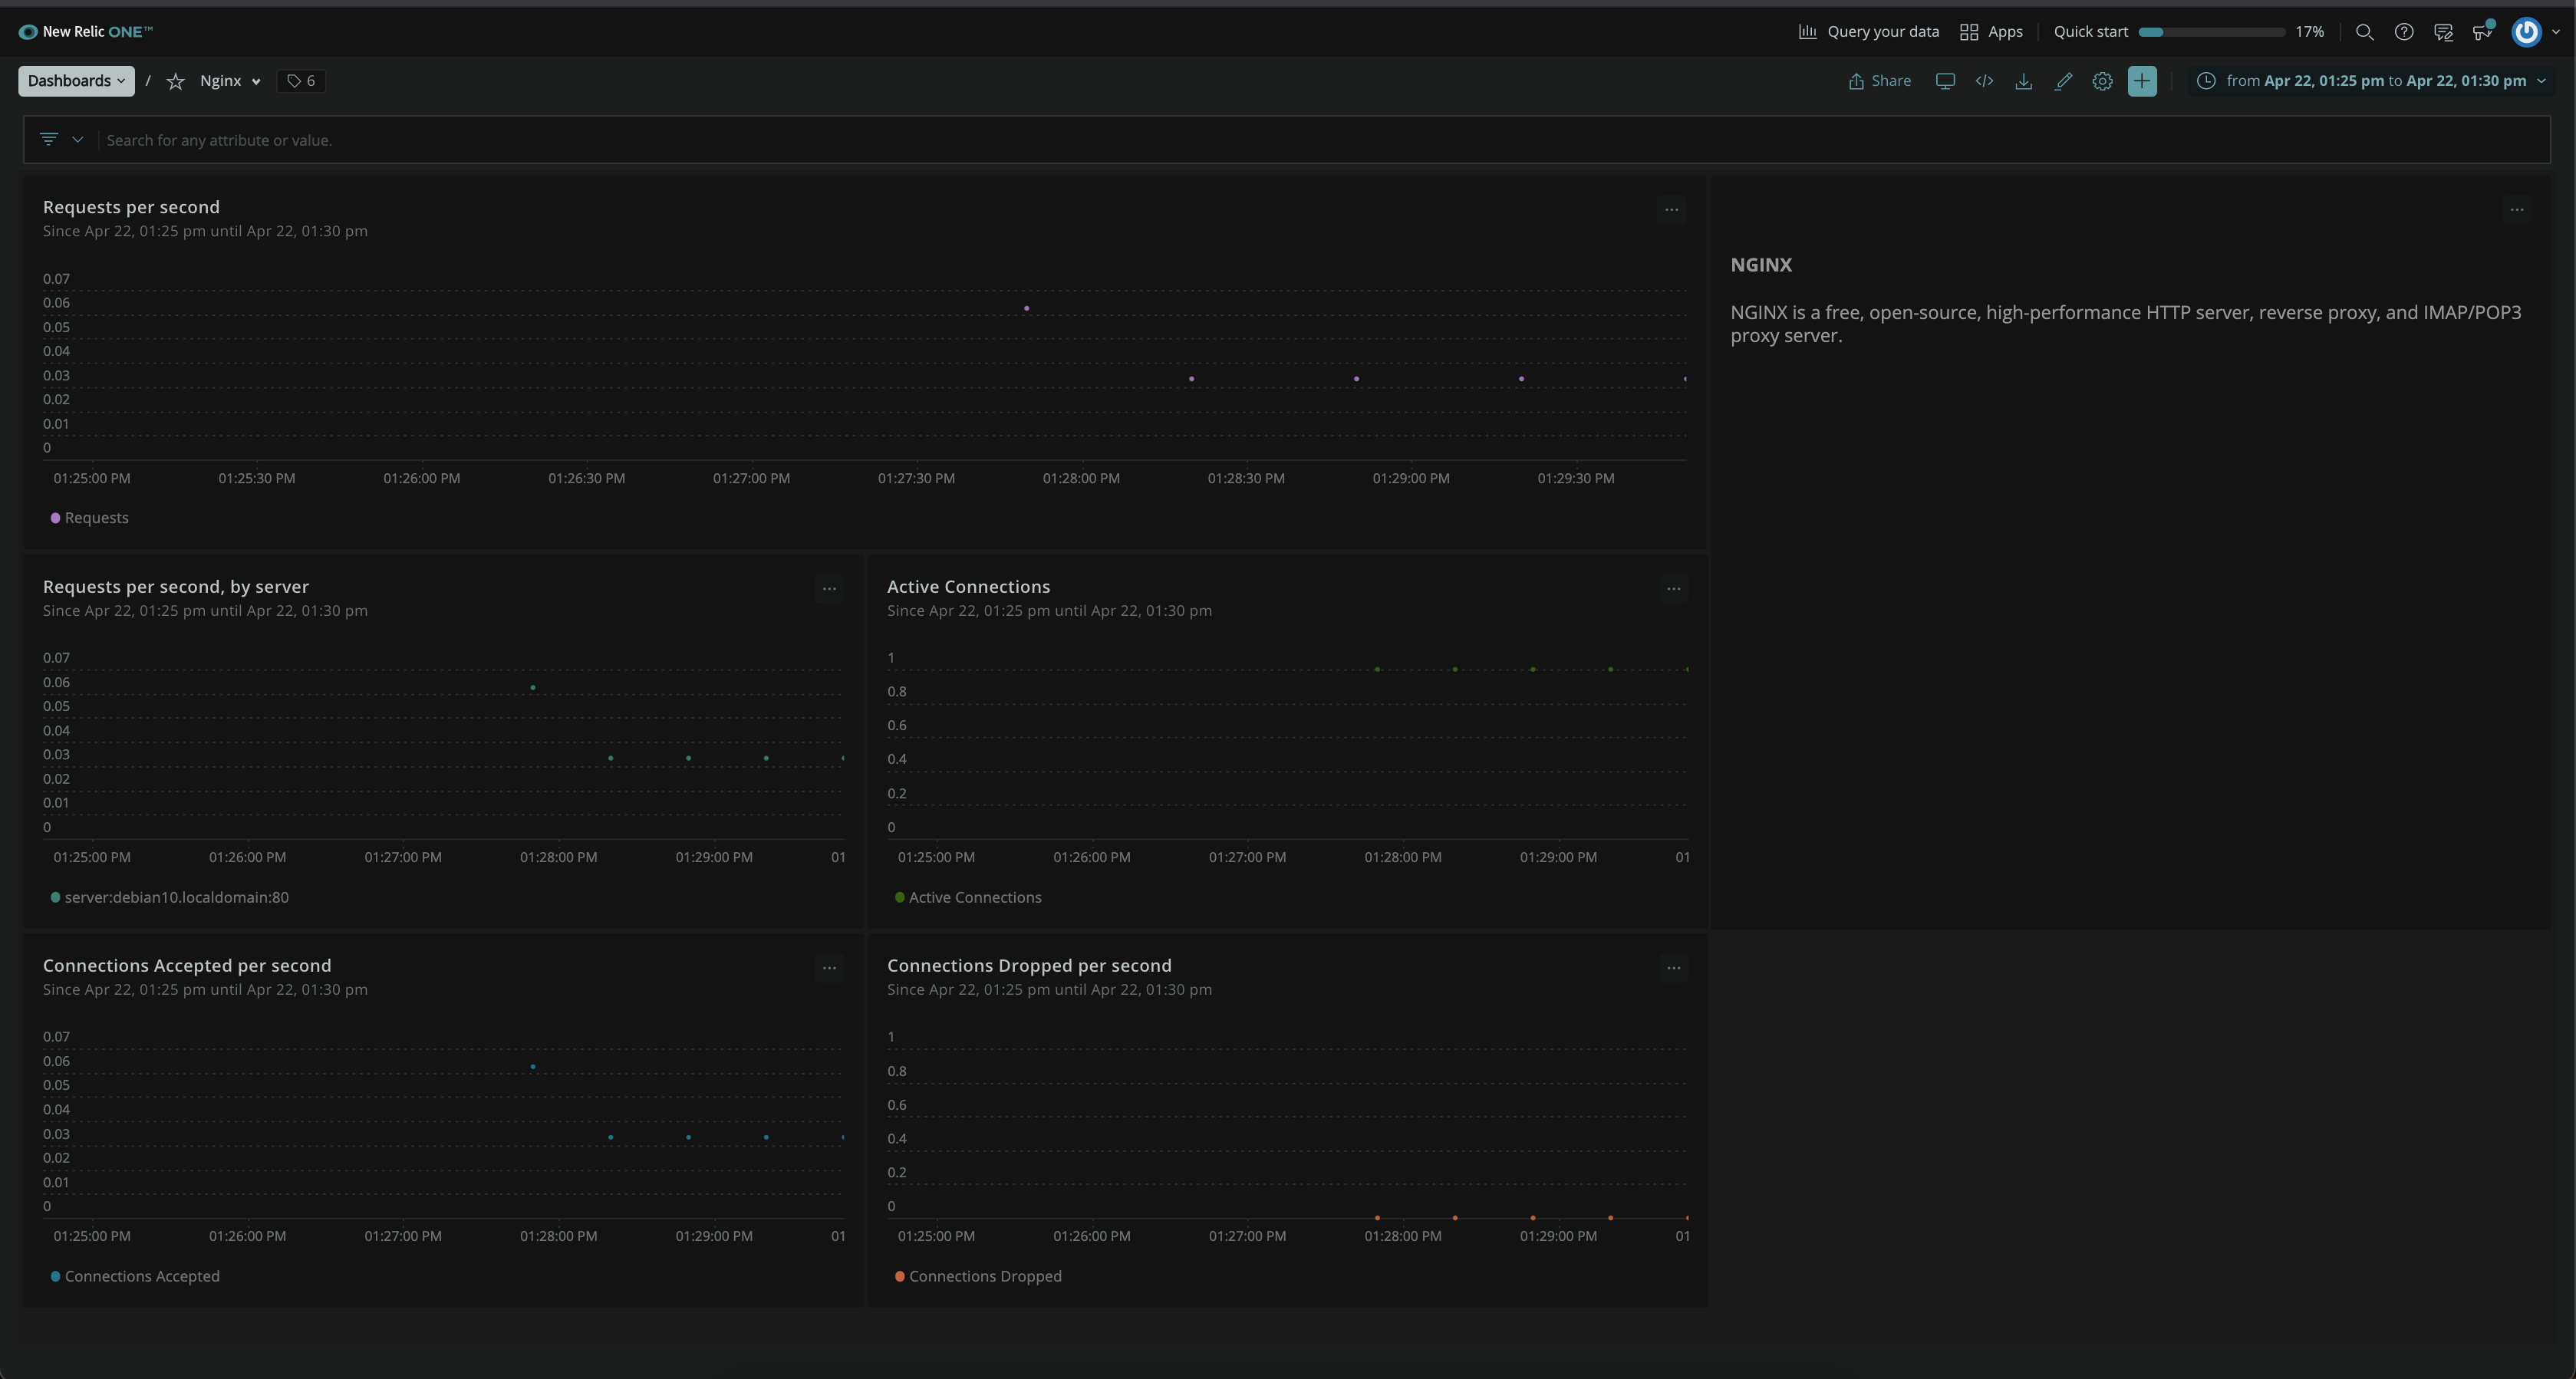 New Relic ONE™
Query your data Apps Quick start 17%
Dashboards / Nginx 6
Share from Apr 22, 01:25 pm to Apr 22, 01:30 pm
Search for any attribute or value.
Requests per second
Since Apr 22, 01:25 pm until Apr 22, 01:30 pm
0.07
0.06
0.05
0.04
0.03
0.02
0.01
0
01:25:00 PM 01:25:30 PM 01:26:00 PM 01:26:30 PM 01:27:00 PM 01:27:30 PM 01:28:00 PM 01:28:30 PM 01:29:00 PM 01:29:30 PM
Requests
NGINX
NGINX is a free, open-source, high-performance HTTP server, reverse proxy, and IMAP/POP3
proxy server.
Requests per second, by server
Since Apr 22, 01:25 pm until Apr 22, 01:30 pm
0.07
0.06
0.05
0.04
0.03
0.02
0.01
0
01:25:00 PM 01:26:00 PM 01:27:00 PM 01:28:00 PM 01:29:00 PM 01
server:debian10.localdomain:80
Active Connections
Since Apr 22, 01:25 pm until Apr 22, 01:30 pm
1
0.8
0.6
0.4
0.2
0
01:25:00 PM 01:26:00 PM 01:27:00 PM 01:28:00 PM 01:29:00 PM 01
Active Connections
Connections Accepted per second
Since Apr 22, 01:25 pm until Apr 22, 01:30 pm
0.07
0.06
0.05
0.04
0.03
0.02
0.01
0
01:25:00 PM 01:26:00 PM 01:27:00 PM 01:28:00 PM 01:29:00 PM 01
Connections Accepted
Connections Dropped per second
Since Apr 22, 01:25 pm until Apr 22, 01:30 pm
1
0.8
0.6
0.4
0.2
0
01:25:00 PM 01:26:00 PM 01:27:00 PM 01:28:00 PM 01:29:00 PM 01
Connections Dropped